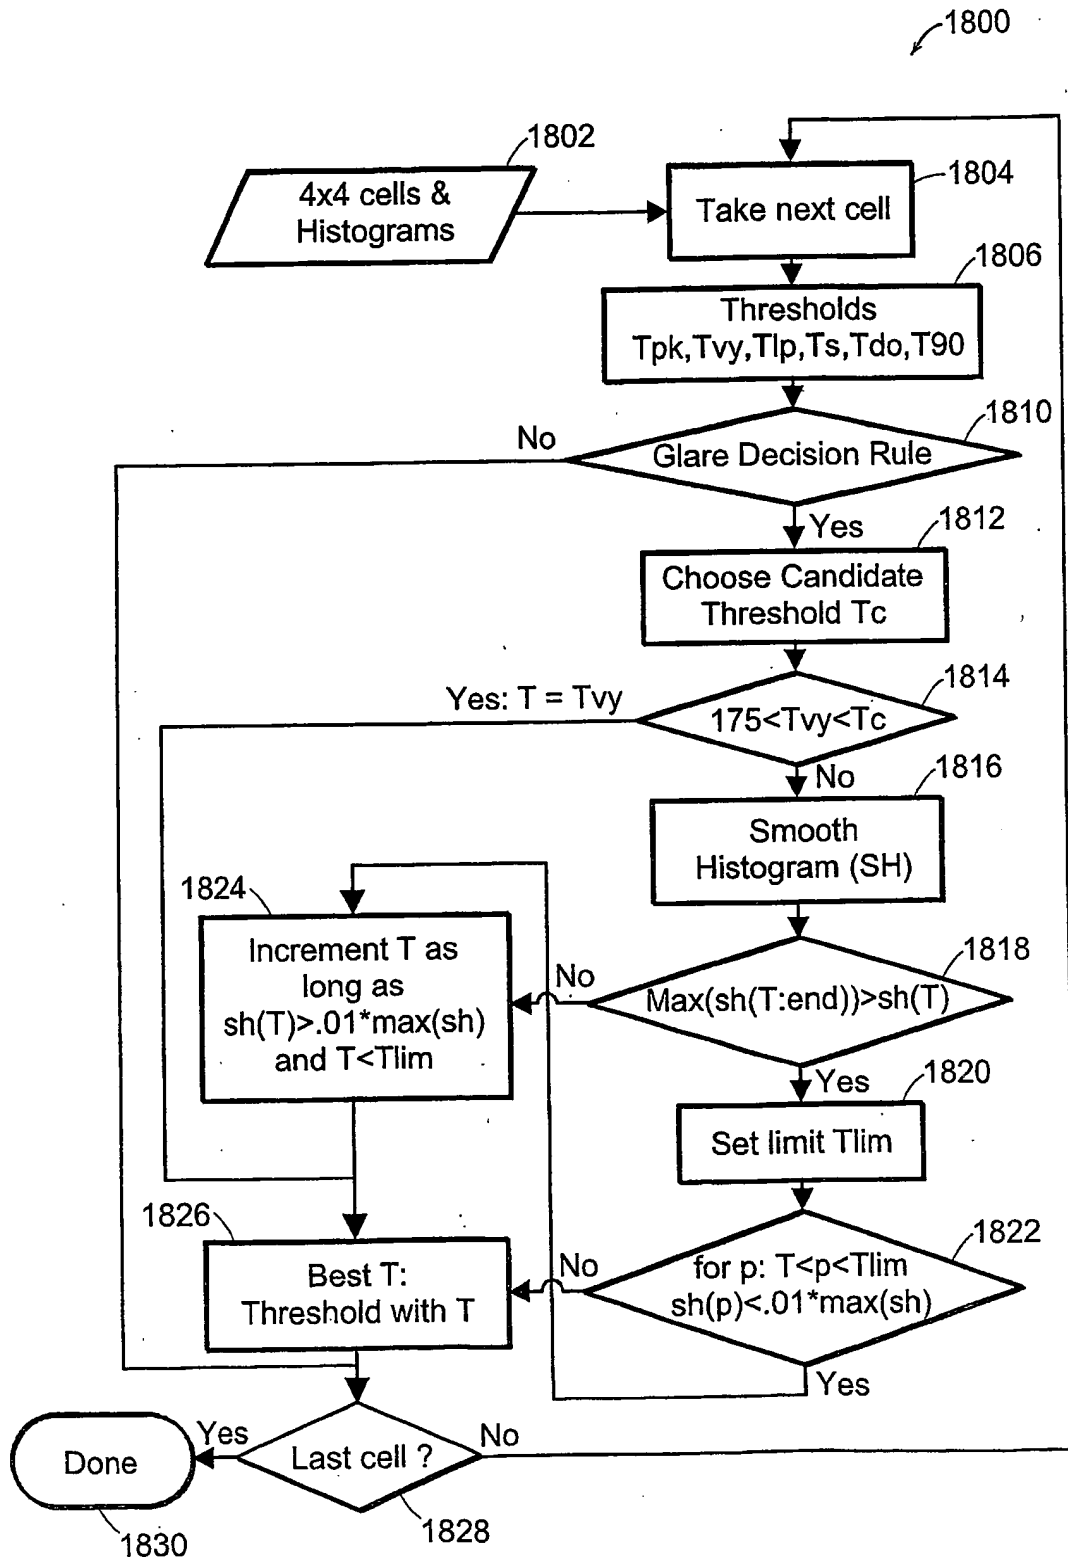 1800
1802
4x4 cells &
Histograms
1804
Take next cell
1806
Thresholds
Tpk,Tvy,Tlp,Ts,Tdo,T90
1810
No
Glare Decision Rule
Yes
1812
Choose Candidate
Threshold Tc
1814
Yes: T = Tvy
175<Tvy<Tc
No
1816
Smooth
Histogram (SH)
1824
Increment T as
long as
sh(T)>.01*max(sh)
and T<Tlim
1818
No
Max(sh(T:end))>sh(T)
Yes
1820
Set limit Tlim
1826
Best T:
Threshold with T
1822
No
for p: T<p<Tlim
sh(p)<.01*max(sh)
Yes
Yes
Last cell ?
No
Done
1828
1830